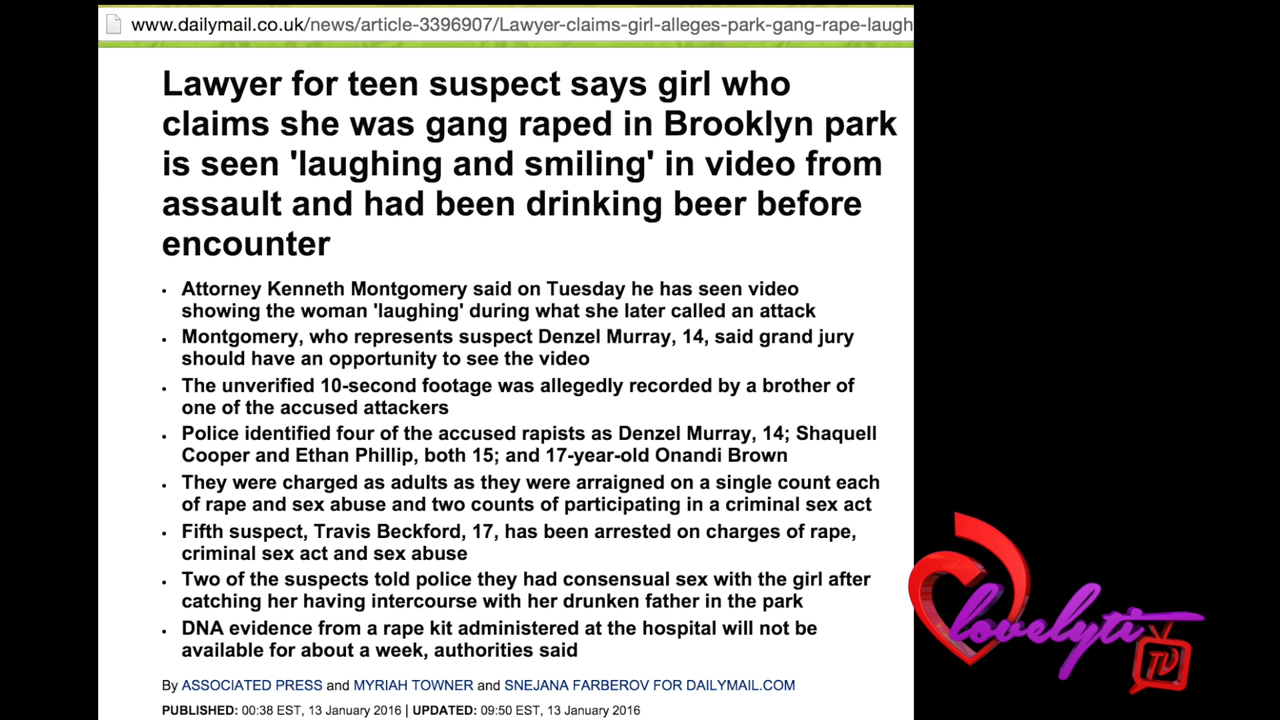 www.dailymail.co.uk/news/article-3396907/Lawyer-claims-girl-alleges-park-gang-rape-laugh
Lawyer for teen suspect says girl who
claims she was gang raped in Brooklyn park
is seen 'laughing and smiling' in video from
assault and had been drinking beer before
encounter
• Attorney Kenneth Montgomery said on Tuesday he has seen video
showing the woman 'laughing' during what she later called an attack
• Montgomery, who represents suspect Denzel Murray, 14, said grand jury
should have an opportunity to see the video
• The unverified 10-second footage was allegedly recorded by a brother of
one of the accused attackers
• Police identified four of the accused rapists as Denzel Murray, 14; Shaquell
Cooper and Ethan Phillip, both 15; and 17-year-old Onandi Brown
• They were charged as adults as they were arraigned on a single count each
of rape and sex abuse and two counts of participating in a criminal sex act
• Fifth suspect, Travis Beckford, 17, has been arrested on charges of rape,
criminal sex act and sex abuse
• Two of the suspects told police they had consensual sex with the girl after
catching her having intercourse with her drunken father in the park
• DNA evidence from a rape kit administered at the hospital will not be
available for about a week, authorities said
By ASSOCIATED PRESS and MYRIAH TOWNER and SNEJANA FARBEROV FOR DAILYMAIL.COM
PUBLISHED: 00:38 EST, 13 January 2016 | UPDATED: 09:50 EST, 13 January 2016
lovelyti
TV